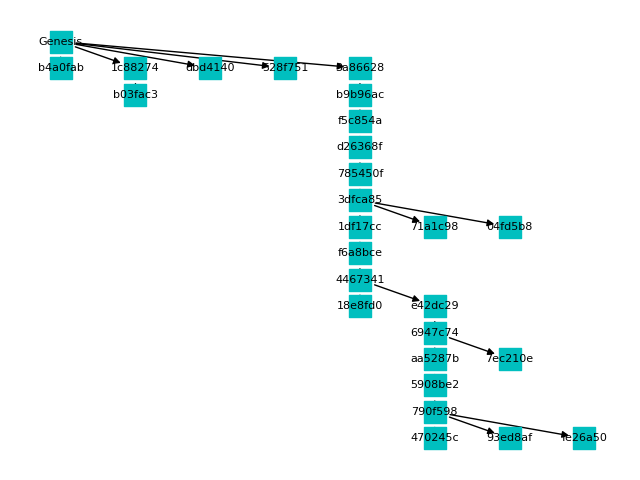 Genesis
b4a0fab 1c88274 dbd4140 528f751 5a86628
b03fac3 b9b96ac
f5c854a
d26368f
785450f
3dfca85
1df17cc 71a1c98 04fd5b8
f6a8bce
4467341
18e8fd0 e42dc29
6947c74
aa5287b 7ec210e
5908be2
790f598
470245c 93ed8af fe26a50